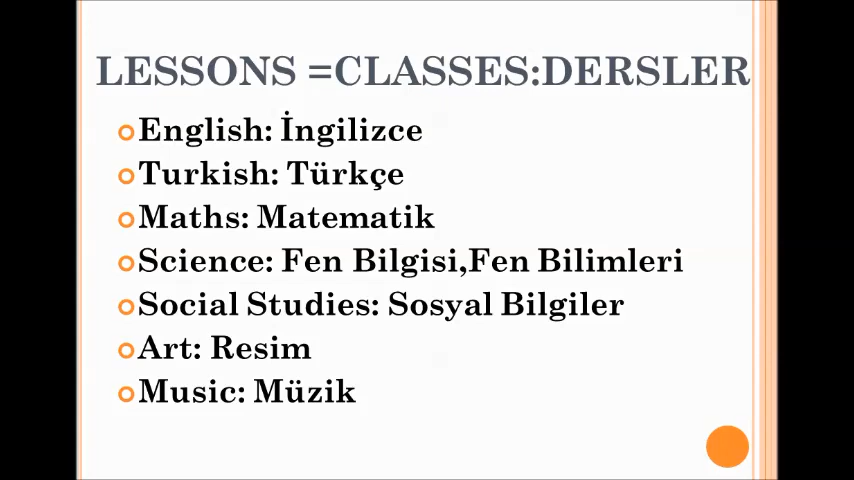 LESSONS =CLASSES:DERSLER
English: İngilizce
Turkish: Türkçe
Maths: Matematik
Science: Fen Bilgisi,Fen Bilimleri
Social Studies: Sosyal Bilgiler
Art: Resim
Music: Müzik